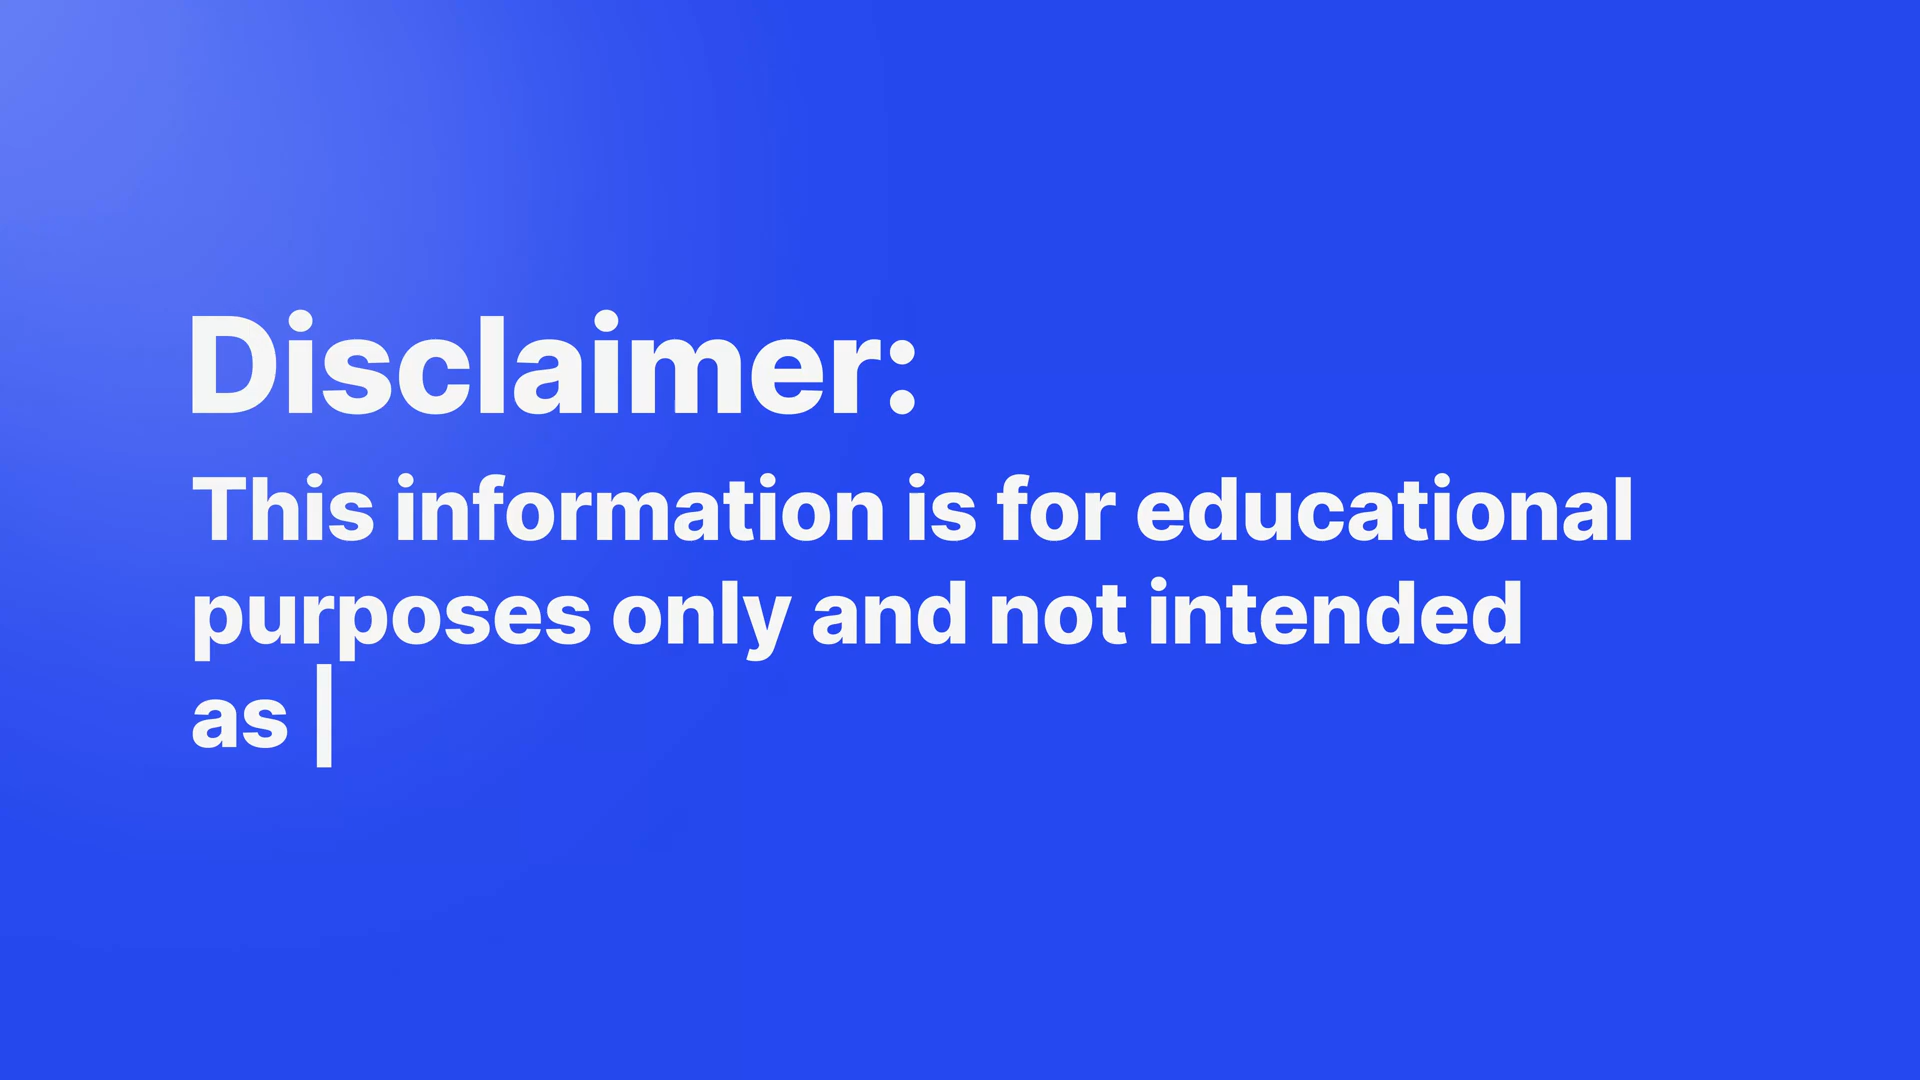 Disclaimer:
This information is for educational
purposes only and not intended
as